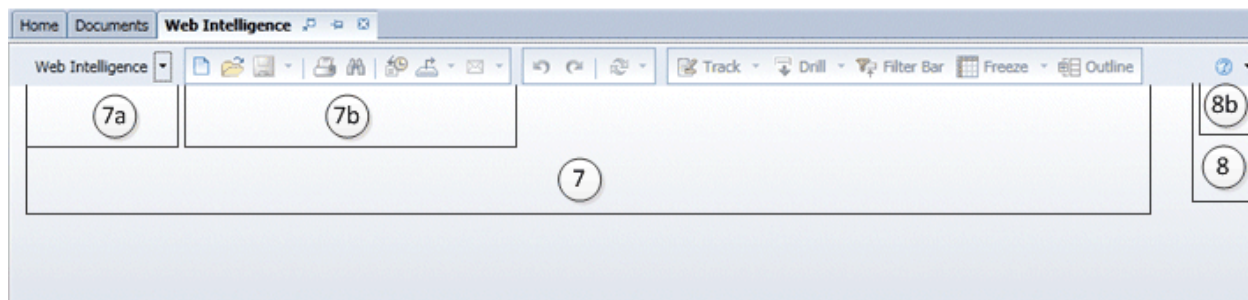 Home Documents Web Intelligence
Web Intelligence Track Drill Filter Bar Freeze Outline
7a 7b 8b
7 8